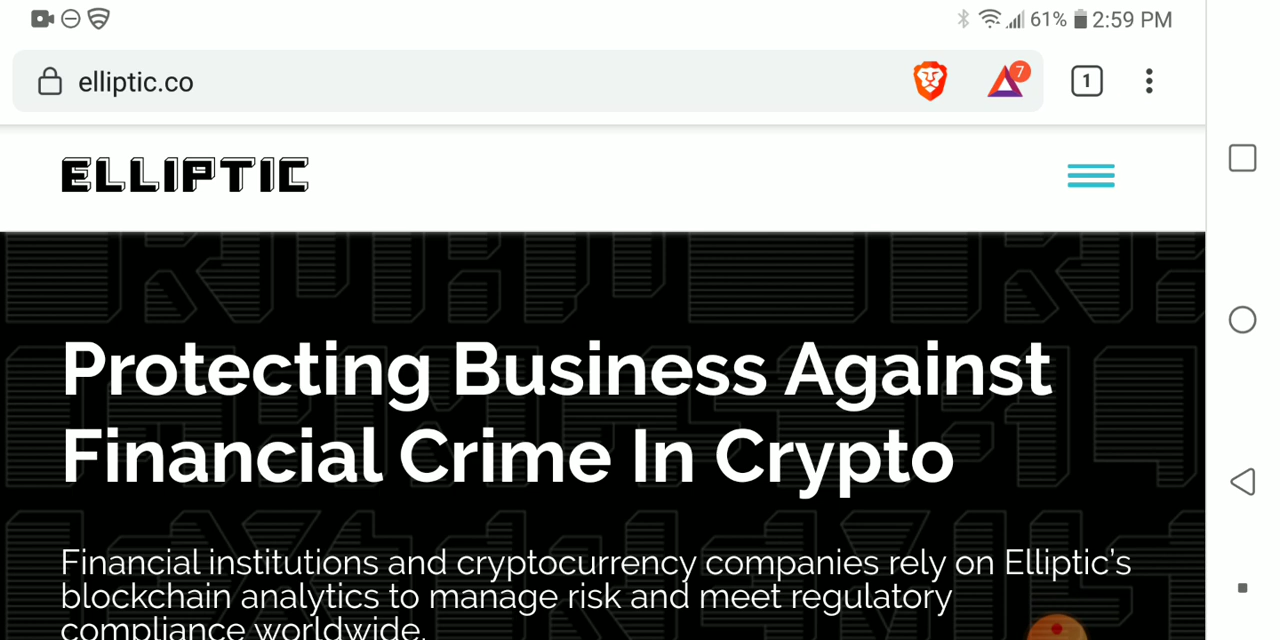 61% 2:59 PM
elliptic.co 7 1
ELLIPTIC
Protecting Business Against
Financial Crime In Crypto
Financial institutions and cryptocurrency companies rely on Elliptic’s
blockchain analytics to manage risk and meet regulatory
compliance worldwide.